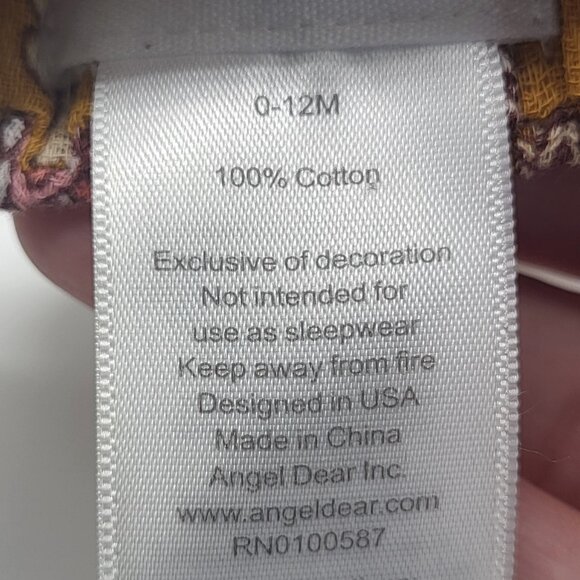 0-12M
100% Cotton
Exclusive of decoration
Not intended for
use as sleepwear
Keep away from fire
Designed in USA
Made in China
Angel Dear Inc.
www.angeldear.com
RN0100587